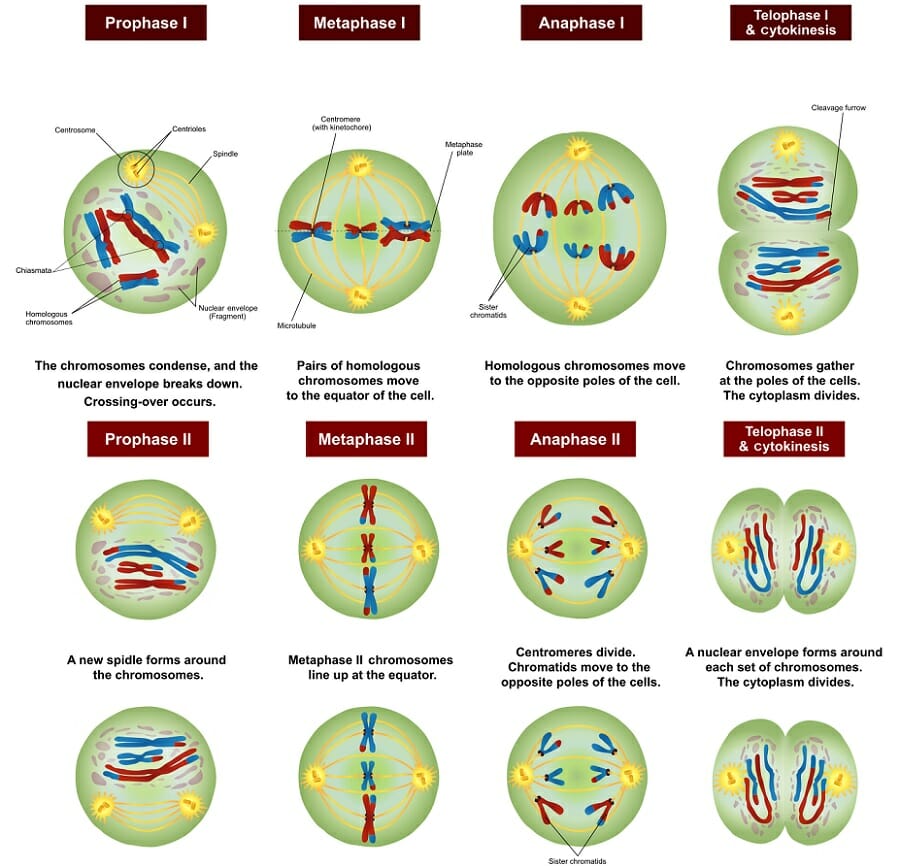 Prophase I
Metaphase I
Anaphase I
Telophase I
& cytokinesis
Centrosome
Centrioles
Spindle
Chiasmata
Homologous
chromosomes
Nuclear envelope
(Fragment)
Centromere
(with kinetochore)
Metaphase
plate
Microtubule
Sister
chromatids
Cleavage furrow
The chromosomes condense, and the
nuclear envelope breaks down.
Crossing-over occurs.
Pairs of homologous
chromosomes move
to the equator of the cell.
Homologous chromosomes move
to the opposite poles of the cell.
Chromosomes gather
at the poles of the cells.
The cytoplasm divides.
Prophase II
Metaphase II
Anaphase II
Telophase II
& cytokinesis
A new spidle forms around
the chromosomes.
Metaphase II chromosomes
line up at the equator.
Centromeres divide.
Chromatids move to the
opposite poles of the cells.
A nuclear envelope forms around
each set of chromosomes.
The cytoplasm divides.
Sister chromatids